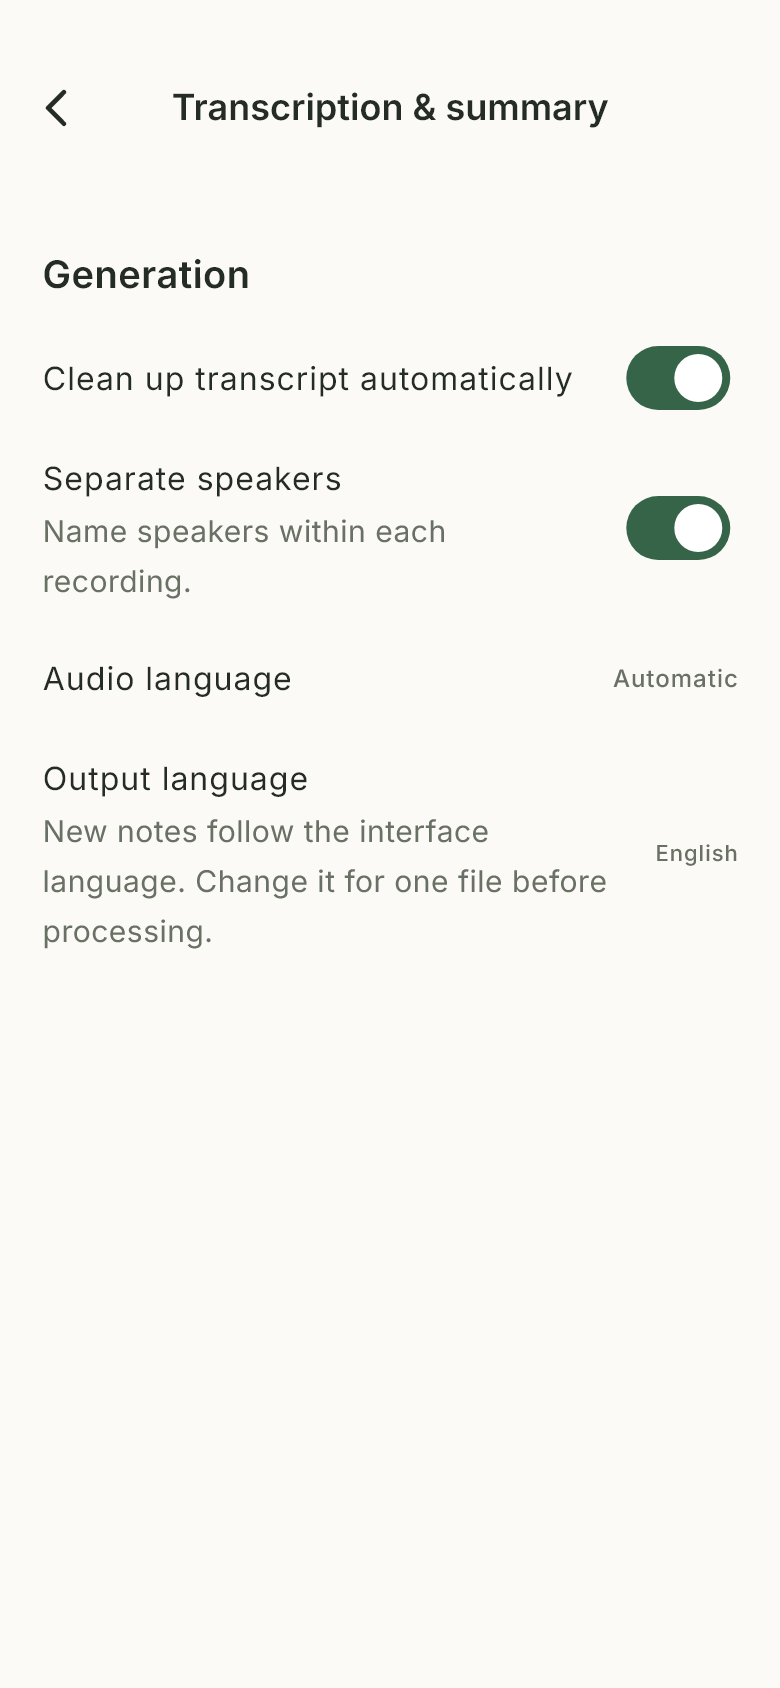 Transcription & summary
Generation
Clean up transcript automatically
Separate speakers
Name speakers within each
recording.
Audio language
Automatic
Output language
New notes follow the interface
language. Change it for one file before
processing.
English